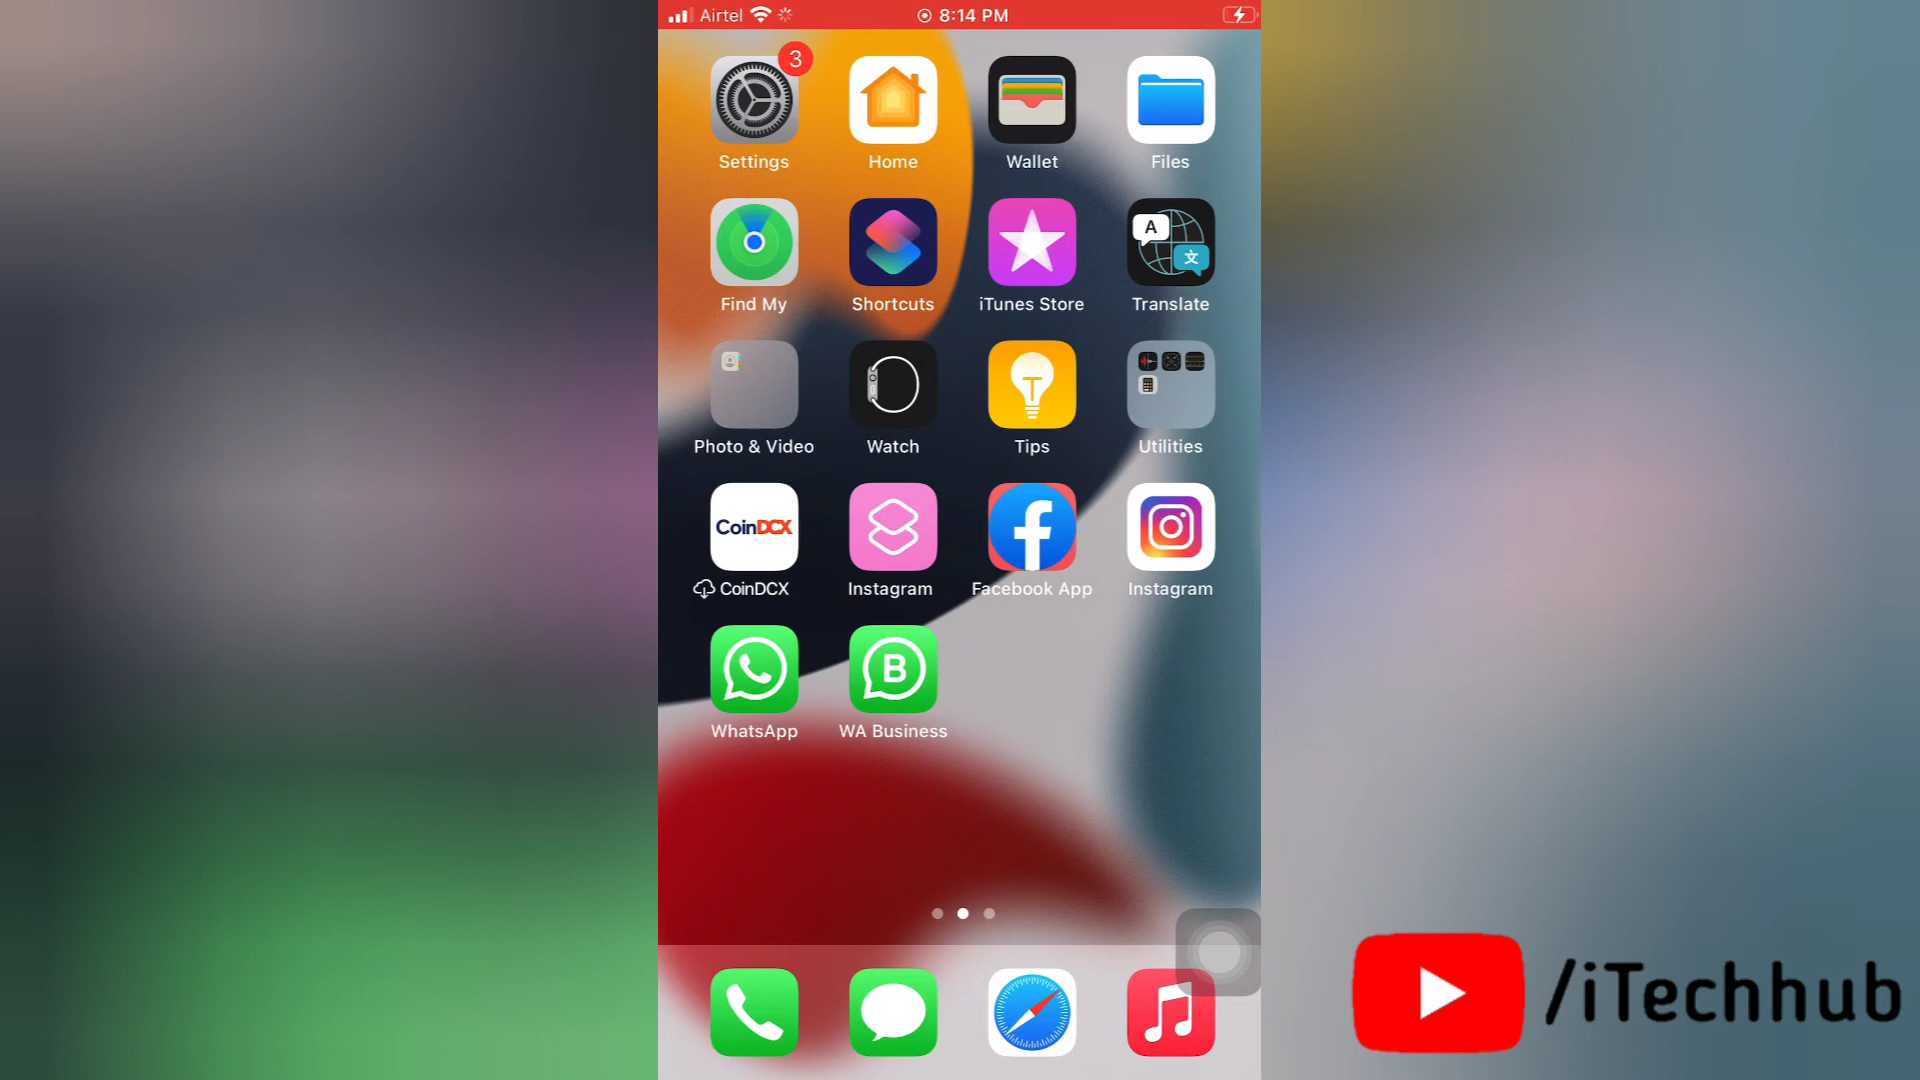 Airtel 8:14 PM
3
Settings Home Wallet Files
A
文
Find My Shortcuts iTunes Store Translate
Photo & Video Watch Tips Utilities
CoinDCX
CoinDCX Instagram Facebook App Instagram
B
WhatsApp WA Business
/iTechhub